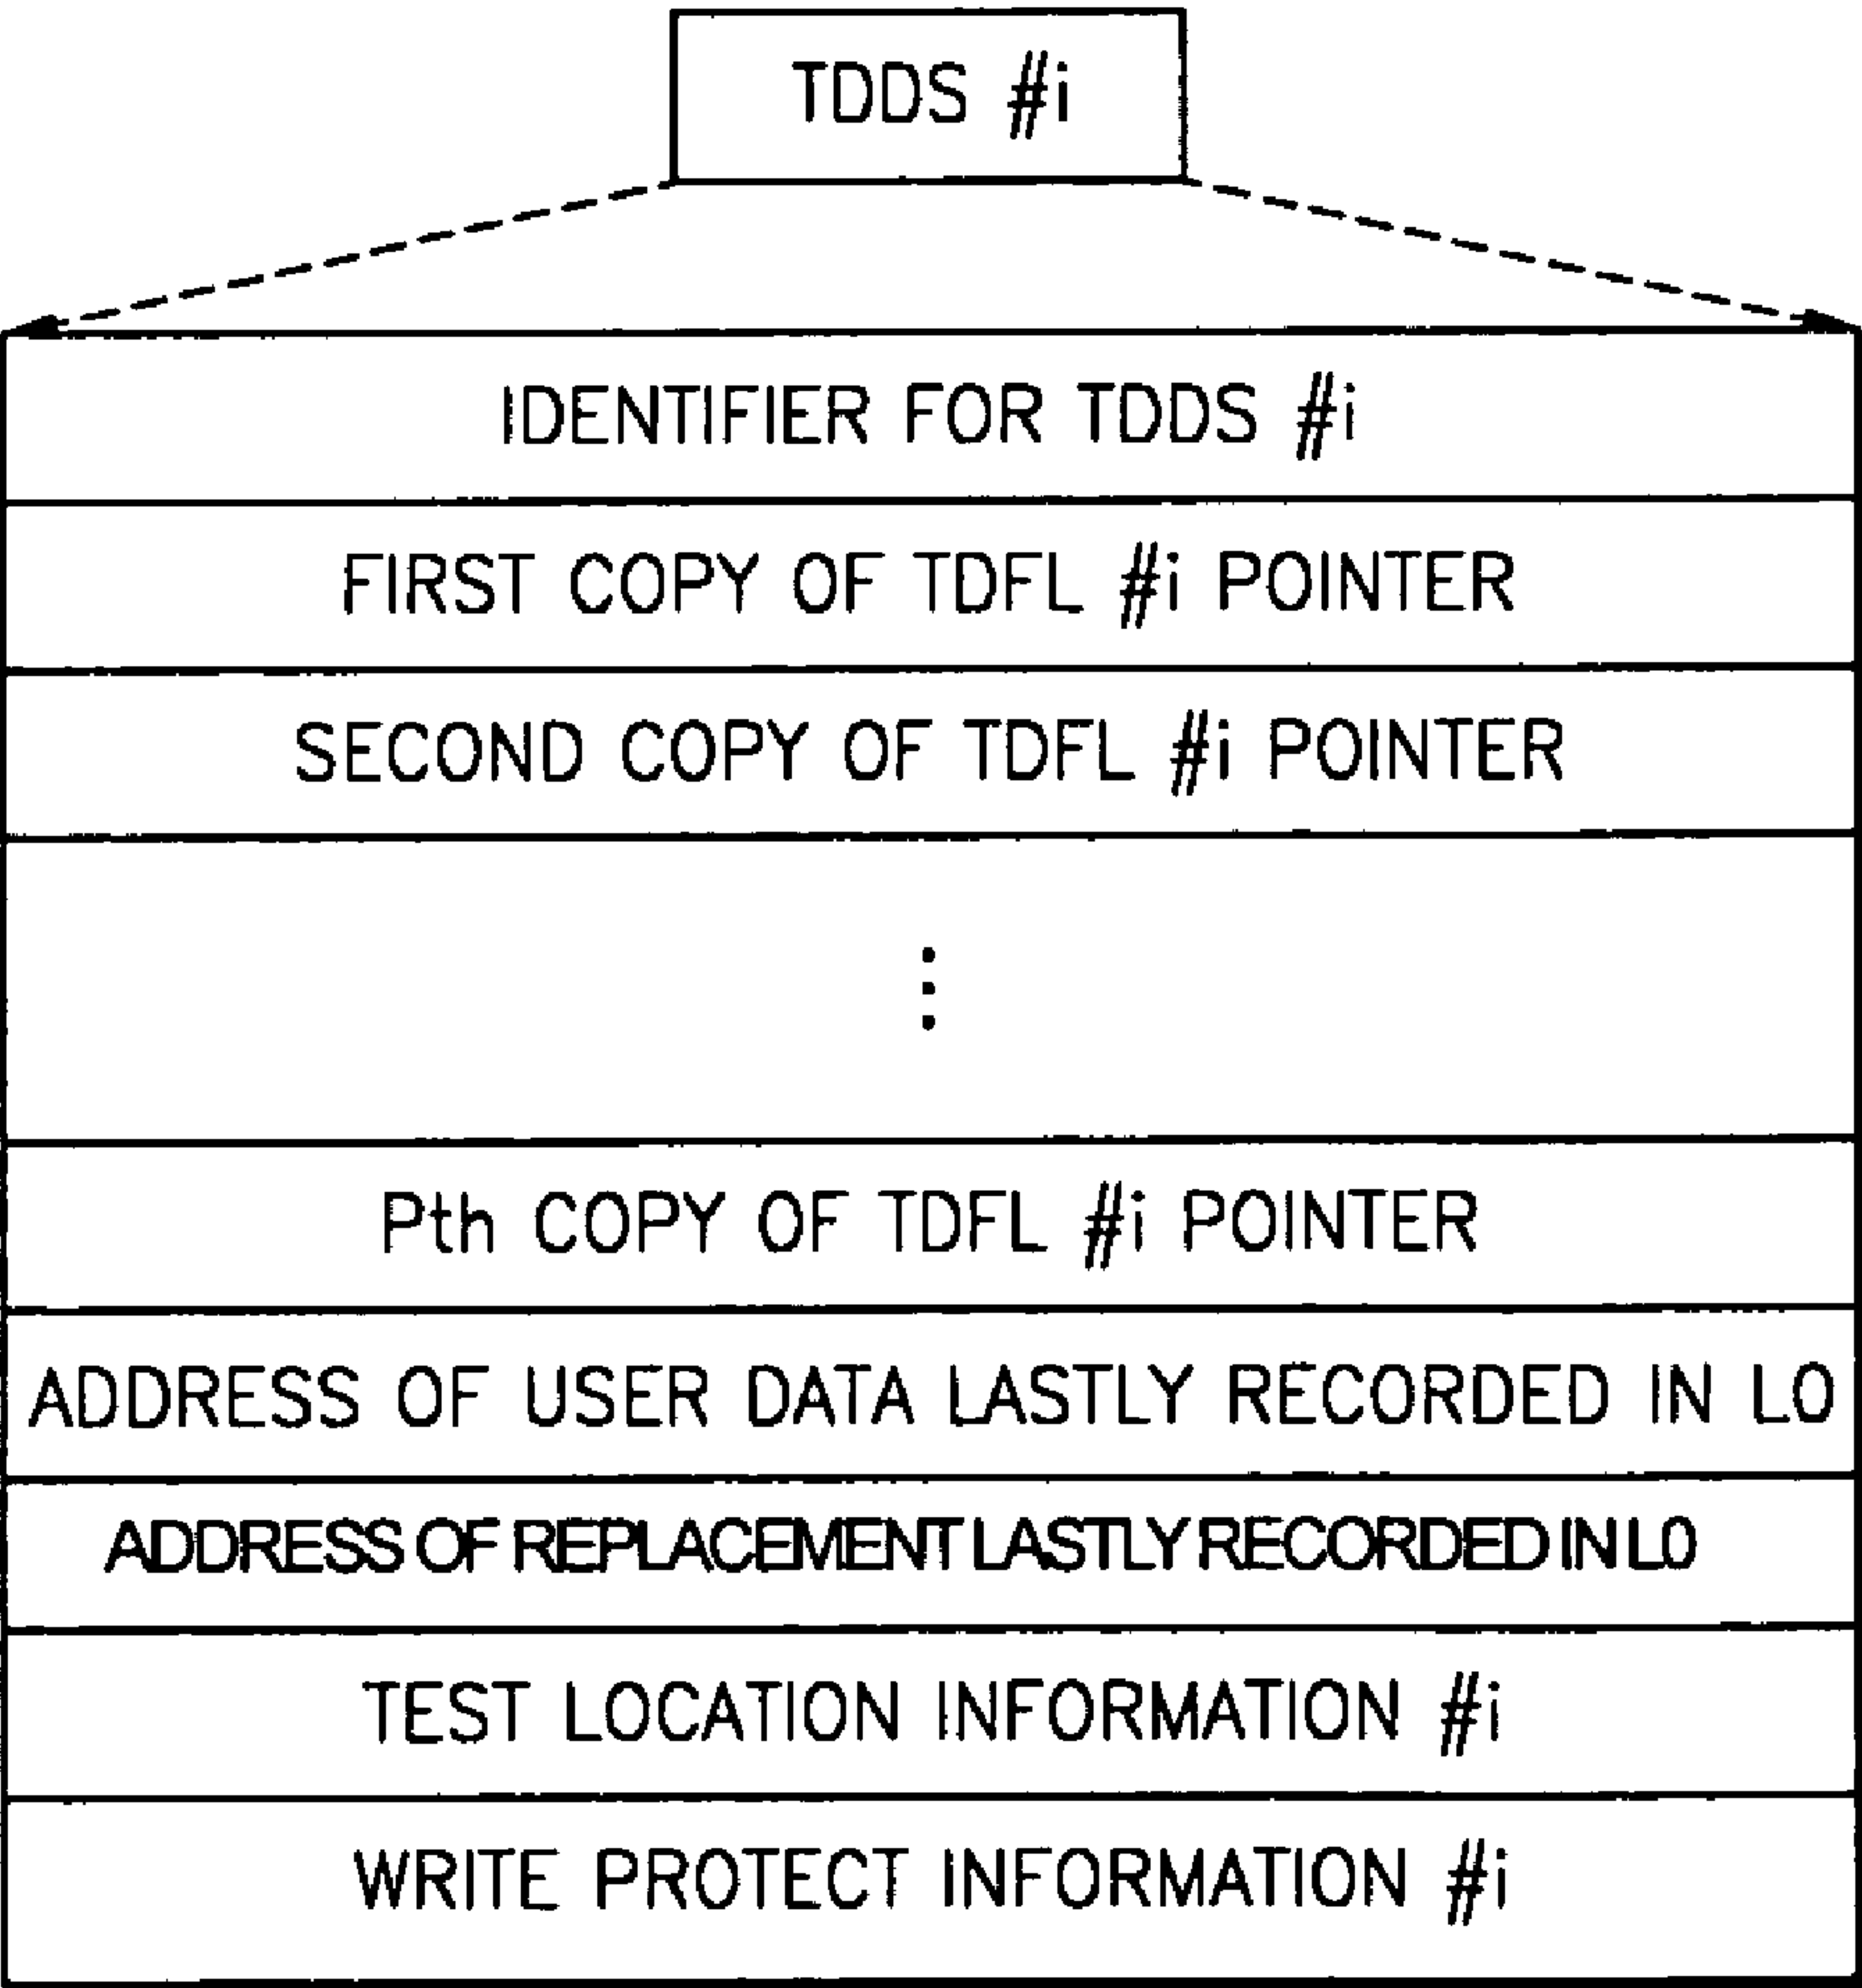 TDDS #i
IDENTIFIER FOR TDDS #i
FIRST COPY OF TDFL #i POINTER
SECOND COPY OF TDFL #i POINTER
⋮
Pth COPY OF TDFL #i POINTER
ADDRESS OF USER DATA LASTLY RECORDED IN L0
ADDRESS OF REPLACEMENT LASTLY RECORDED IN L0
TEST LOCATION INFORMATION #i
WRITE PROTECT INFORMATION #i